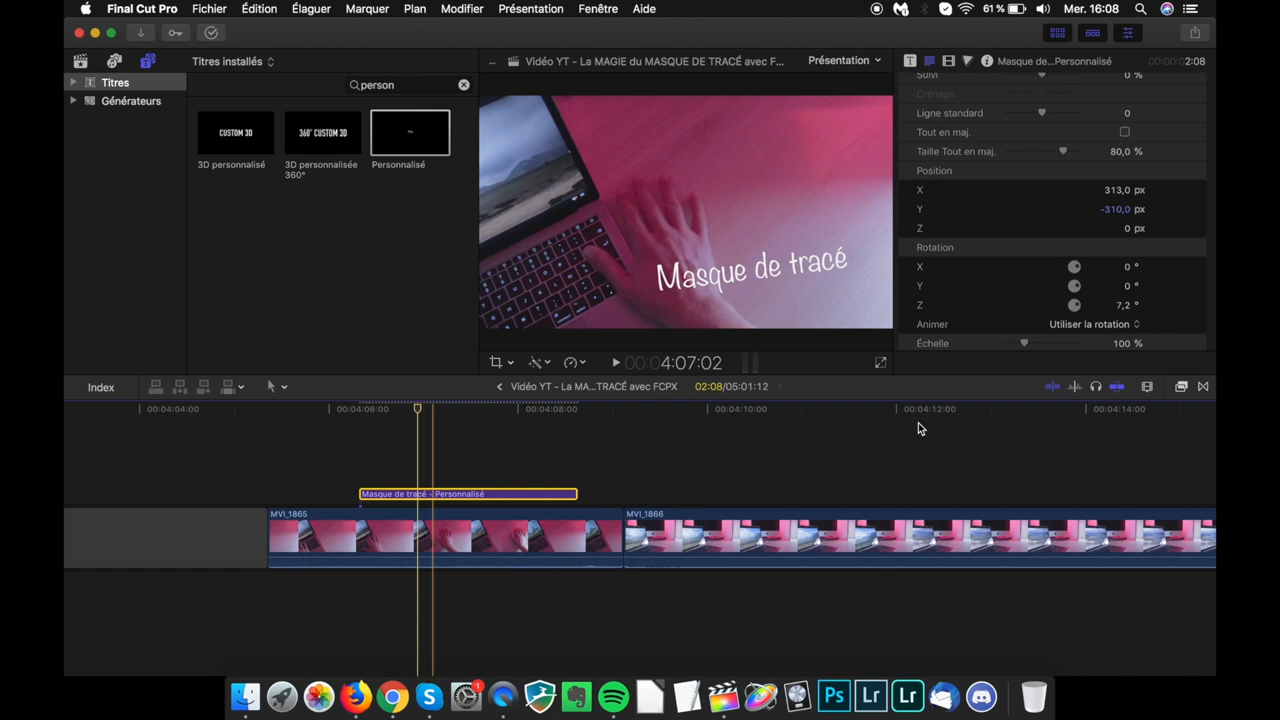 Final Cut Pro Fichier Édition Élaguer Marquer Plan Modifier Présentation Fenêtre Aide 61 % Mer. 16:08
Titres installés
... Vidéo YT - La MAGIE du MASQUE DE TRACÉ avec F... Présentation
T i Masque de...Personnalisé 00:00:02:08
T Titres
Générateurs
person
CUSTOM 3D
360° CUSTOM 3D
3D personnalisé
3D personnalisée 360°
Personnalisé
Masque de tracé
Suivi 0 %
Crénage
Ligne standard 0
Tout en maj.
Taille Tout en maj. 80,0 %
Position
X 313,0 px
Y -310,0 px
Z 0 px
Rotation
X 0 °
Y 0 °
Z 7,2 °
Animer Utiliser la rotation
Échelle 100 %
00:00:4:07:02
Index
Vidéo YT - La MA...TRACÉ avec FCPX 02:08/05:01:12
00:04:04:00 00:04:06:00 00:04:08:00 00:04:10:00 00:04:12:00 00:04:14:00
Masque de tracé - Personnalisé
MVI_1865 MVI_1866
1 Ps Lr Lr